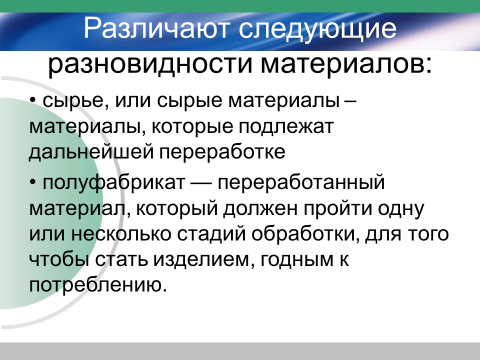 Различают следующие
разновидности материалов:
• сырье, или сырые материалы –
материалы, которые подлежат
дальнейшей переработке
• полуфабрикат — переработанный
материал, который должен пройти одну
или несколько стадий обработки, для того
чтобы стать изделием, годным к
потреблению.